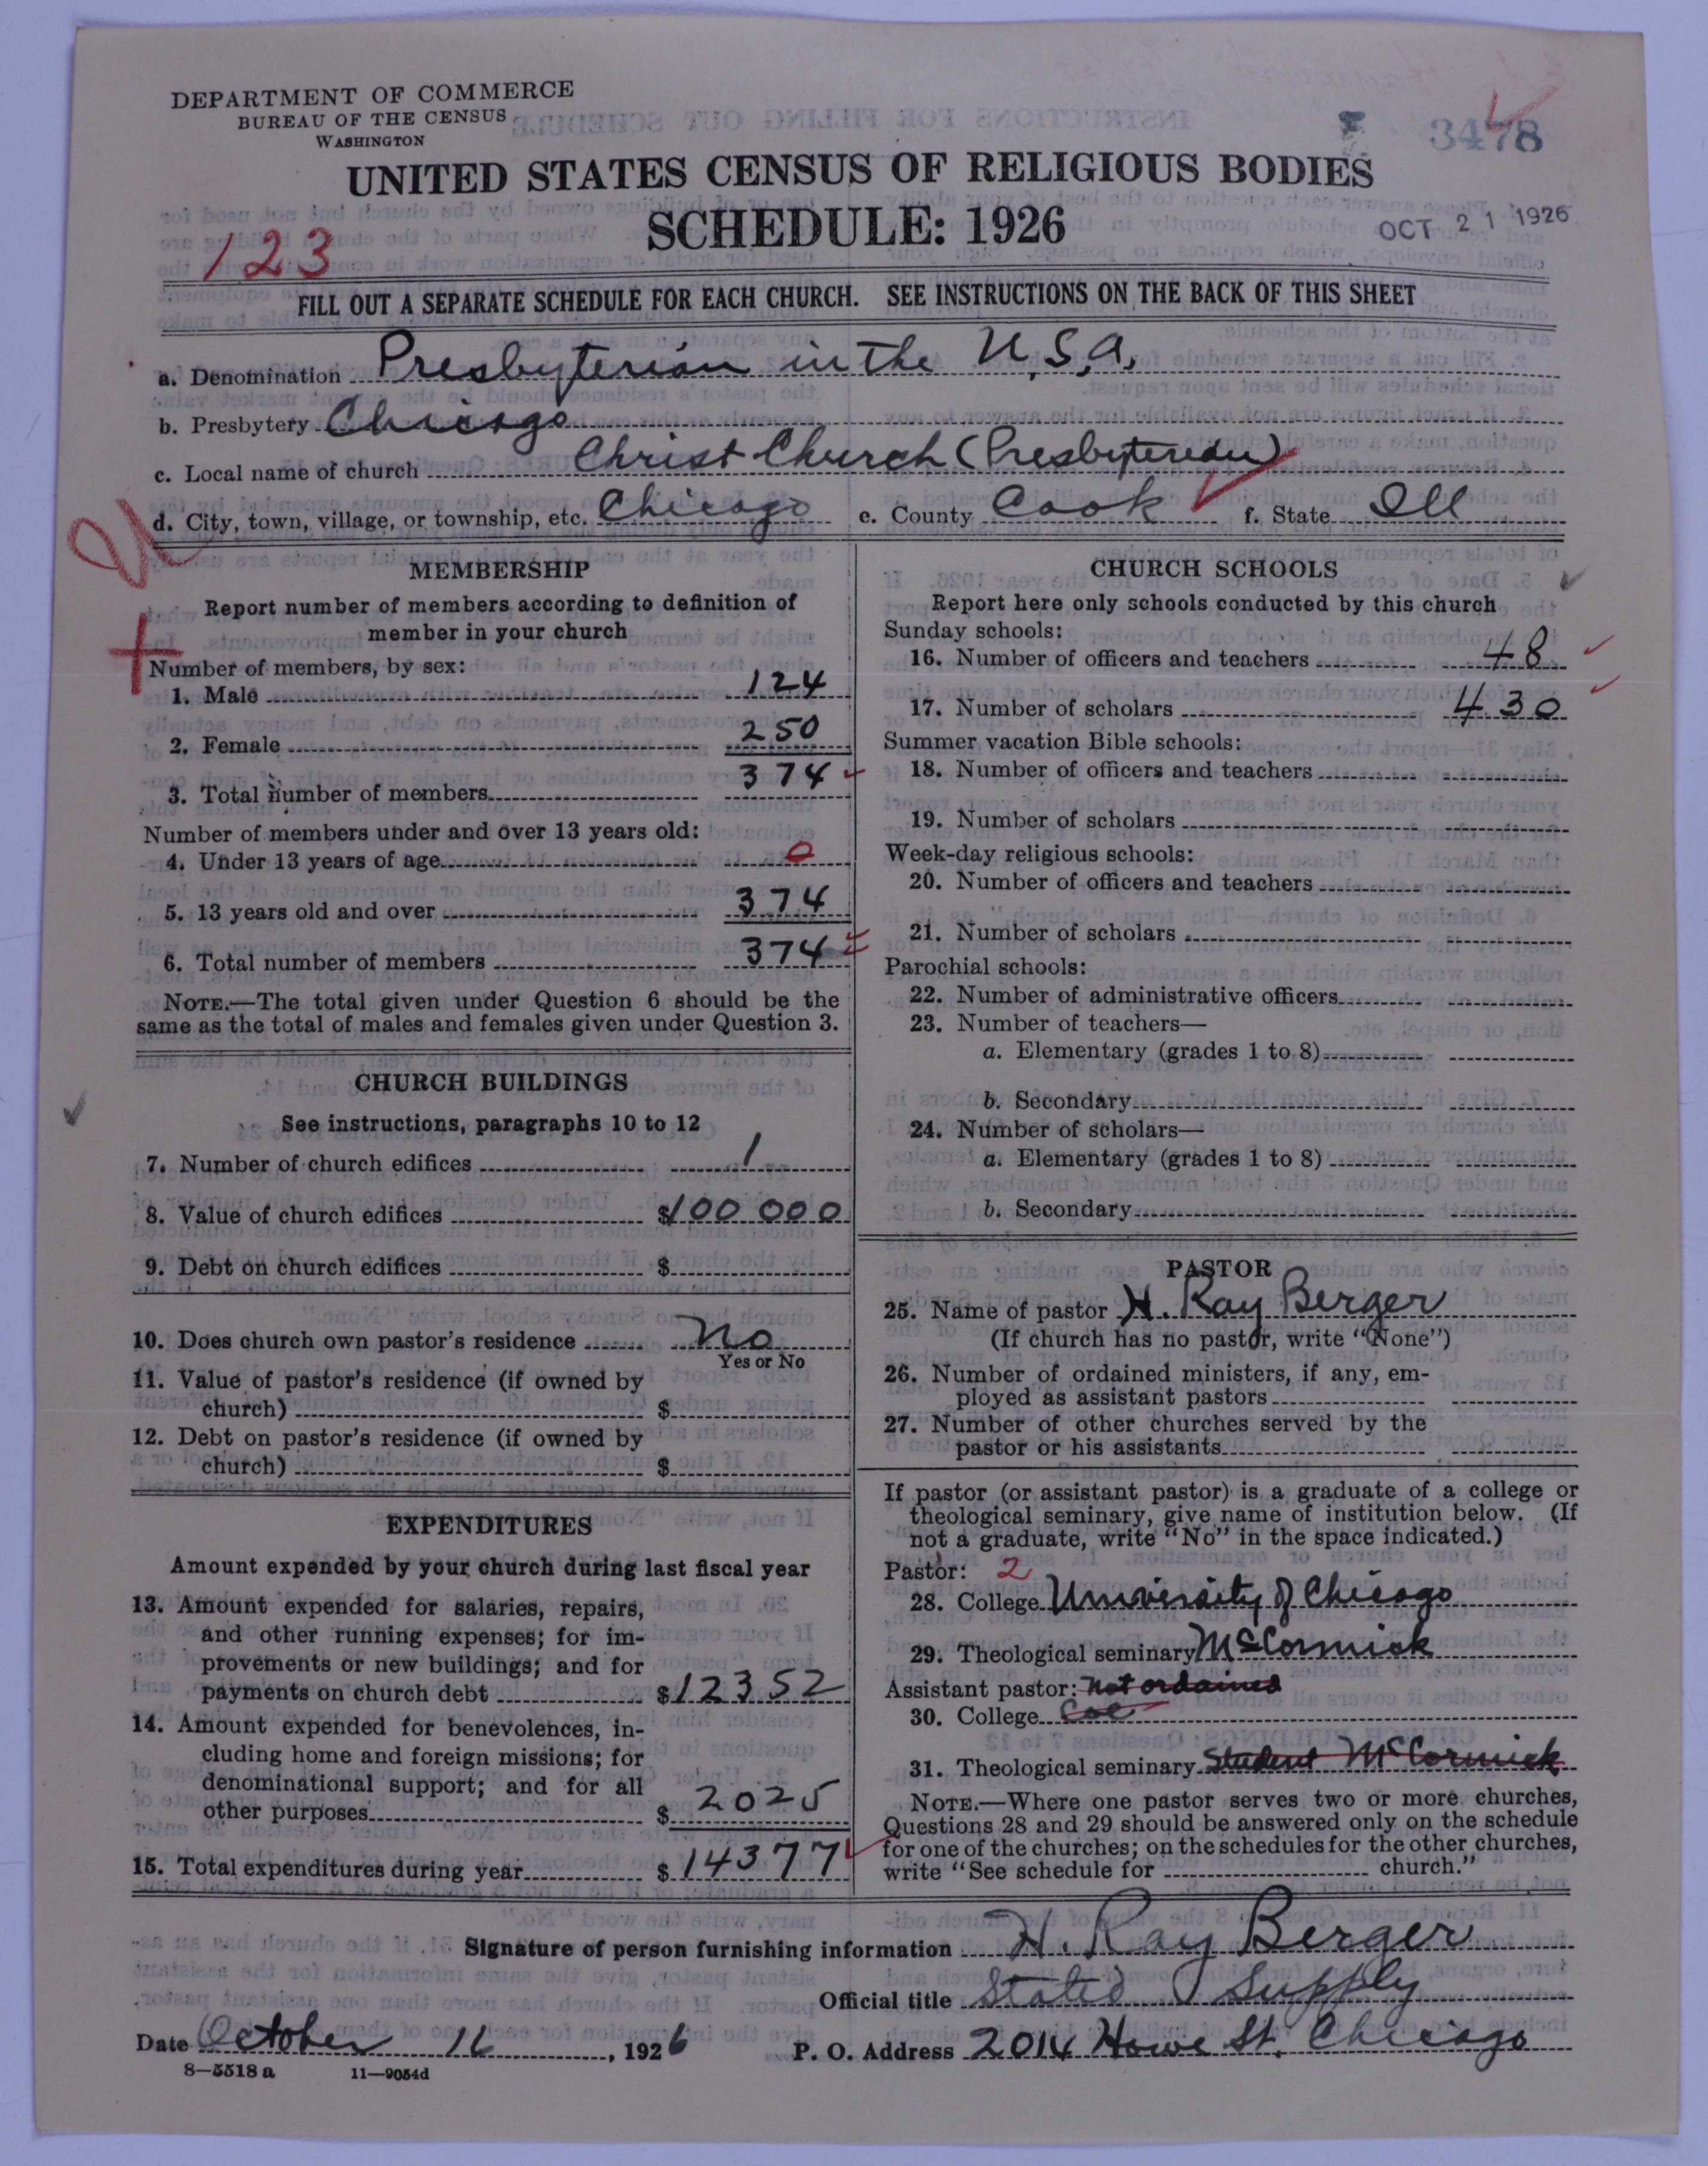 DEPARTMENT OF COMMERCE
BUREAU OF THE CENSUS
WASHINGTON
3478
UNITED STATES CENSUS OF RELIGIOUS BODIES
SCHEDULE: 1926
OCT 21 1926
123
FILL OUT A SEPARATE SCHEDULE FOR EACH CHURCH. SEE INSTRUCTIONS ON THE BACK OF THIS SHEET
a. Denomination Presbyterian in the U.S.A.
b. Presbytery Chicago
c. Local name of church Christ Church (Presbyterian)
d. City, town, village, or township, etc. Chicago e. County Cook f. State Ill
MEMBERSHIP
Report number of members according to definition of
member in your church
Number of members, by sex:
1. Male 124
2. Female 250
3. Total number of members 374
Number of members under and over 13 years old:
4. Under 13 years of age 0
5. 13 years old and over 374
6. Total number of members 374
NOTE.—The total given under Question 6 should be the
same as the total of males and females given under Question 3.
CHURCH BUILDINGS
See instructions, paragraphs 10 to 12
7. Number of church edifices 1
8. Value of church edifices $100 000
9. Debt on church edifices $
10. Does church own pastor's residence No
Yes or No
11. Value of pastor's residence (if owned by
church) $
12. Debt on pastor's residence (if owned by
church) $
EXPENDITURES
Amount expended by your church during last fiscal year
13. Amount expended for salaries, repairs,
and other running expenses; for im-
provements or new buildings; and for
payments on church debt $12352
14. Amount expended for benevolences, in-
cluding home and foreign missions; for
denominational support; and for all
other purposes $2025
15. Total expenditures during year $14377
CHURCH SCHOOLS
Report here only schools conducted by this church
Sunday schools:
16. Number of officers and teachers 48
17. Number of scholars 430
Summer vacation Bible schools:
18. Number of officers and teachers
19. Number of scholars
Week-day religious schools:
20. Number of officers and teachers
21. Number of scholars
Parochial schools:
22. Number of administrative officers
23. Number of teachers—
a. Elementary (grades 1 to 8)
b. Secondary
24. Number of scholars—
a. Elementary (grades 1 to 8)
b. Secondary
PASTOR
25. Name of pastor H. Ray Berger
(If church has no pastor, write "None")
26. Number of ordained ministers, if any, em-
ployed as assistant pastors
27. Number of other churches served by the
pastor or his assistants
If pastor (or assistant pastor) is a graduate of a college or
theological seminary, give name of institution below. (If
not a graduate, write "No" in the space indicated.)
Pastor: 2
28. College University of Chicago
29. Theological seminary McCormick
Assistant pastor: Not ordained
30. College Coe
31. Theological seminary Student McCormick
NOTE.—Where one pastor serves two or more churches,
Questions 28 and 29 should be answered only on the schedule
for one of the churches; on the schedules for the other churches,
write "See schedule for church."
Signature of person furnishing information H. Ray Berger
Official title Stated Supply
Date October 16, 1926 P. O. Address 2014 Howe St. Chicago
8—5518 a 11—9054d